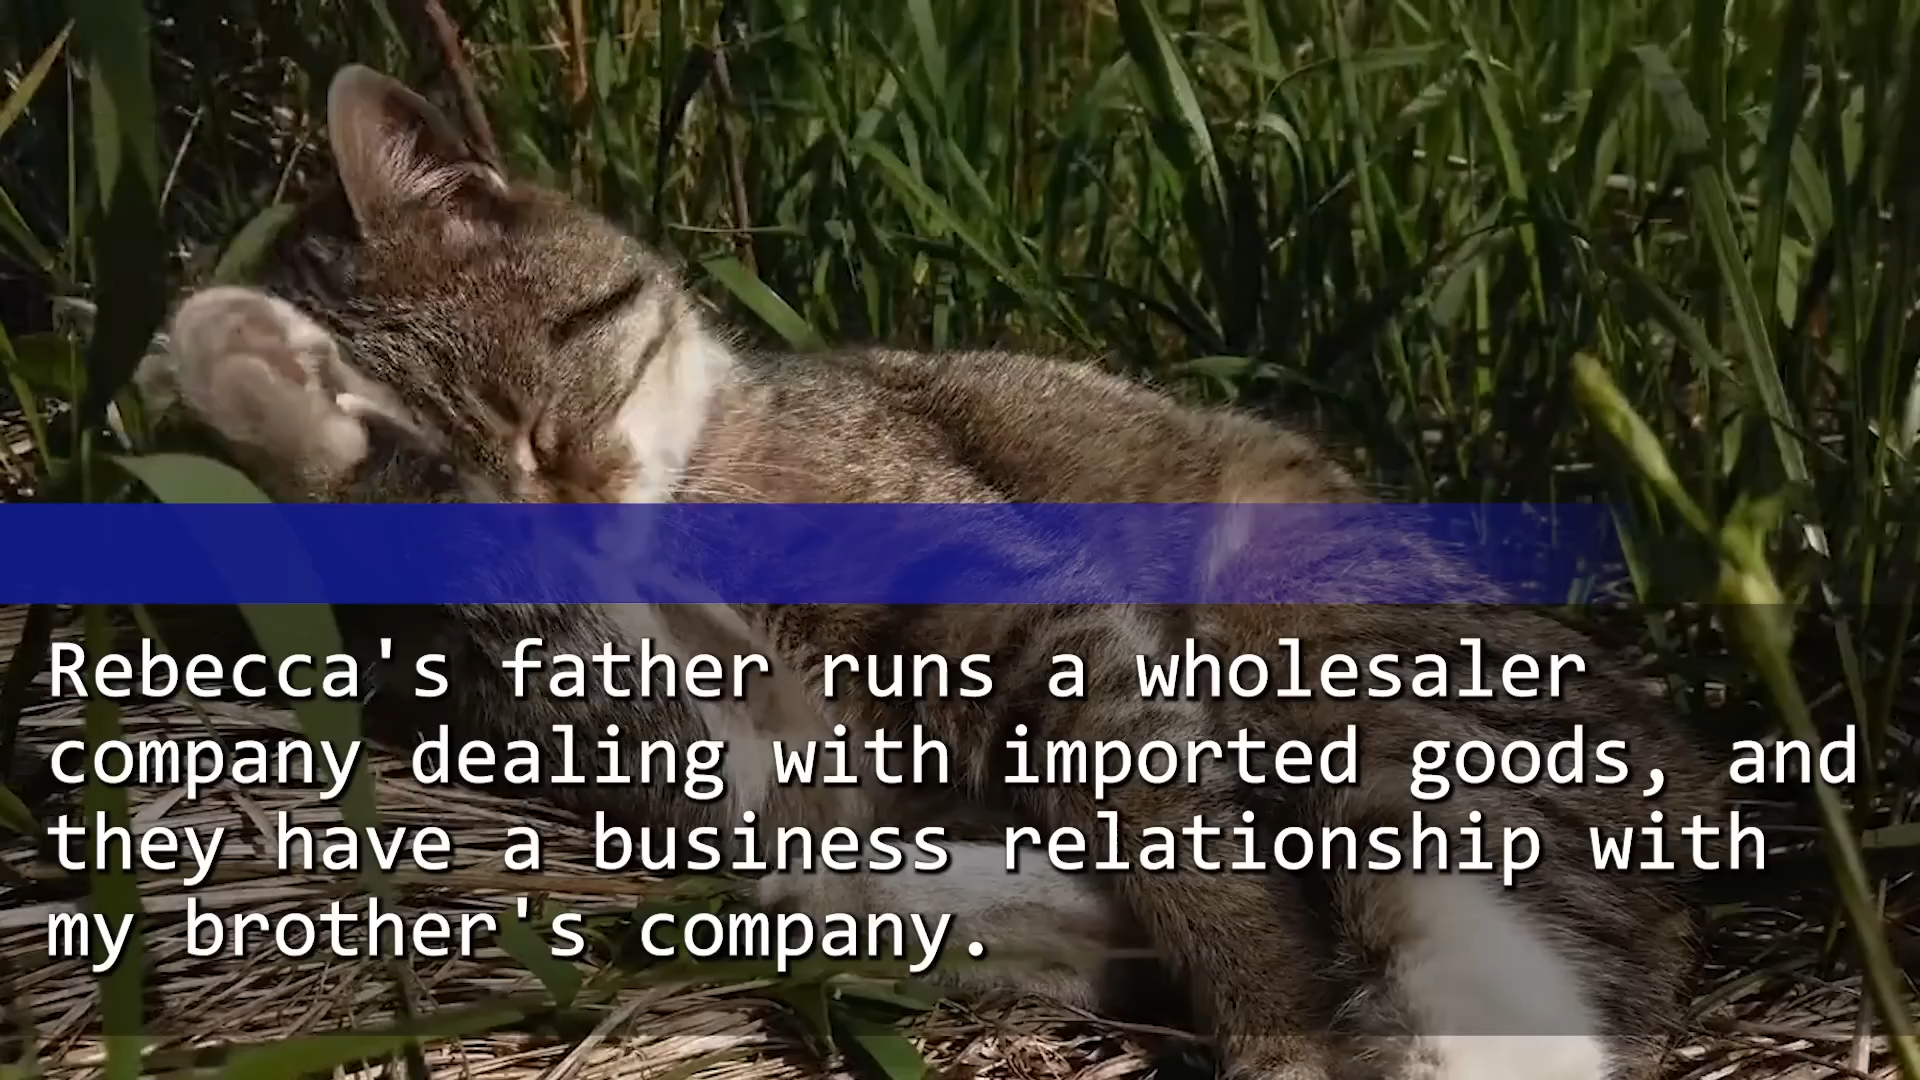 Rebecca's father runs a wholesaler
company dealing with imported goods, and
they have a business relationship with
my brother's company.